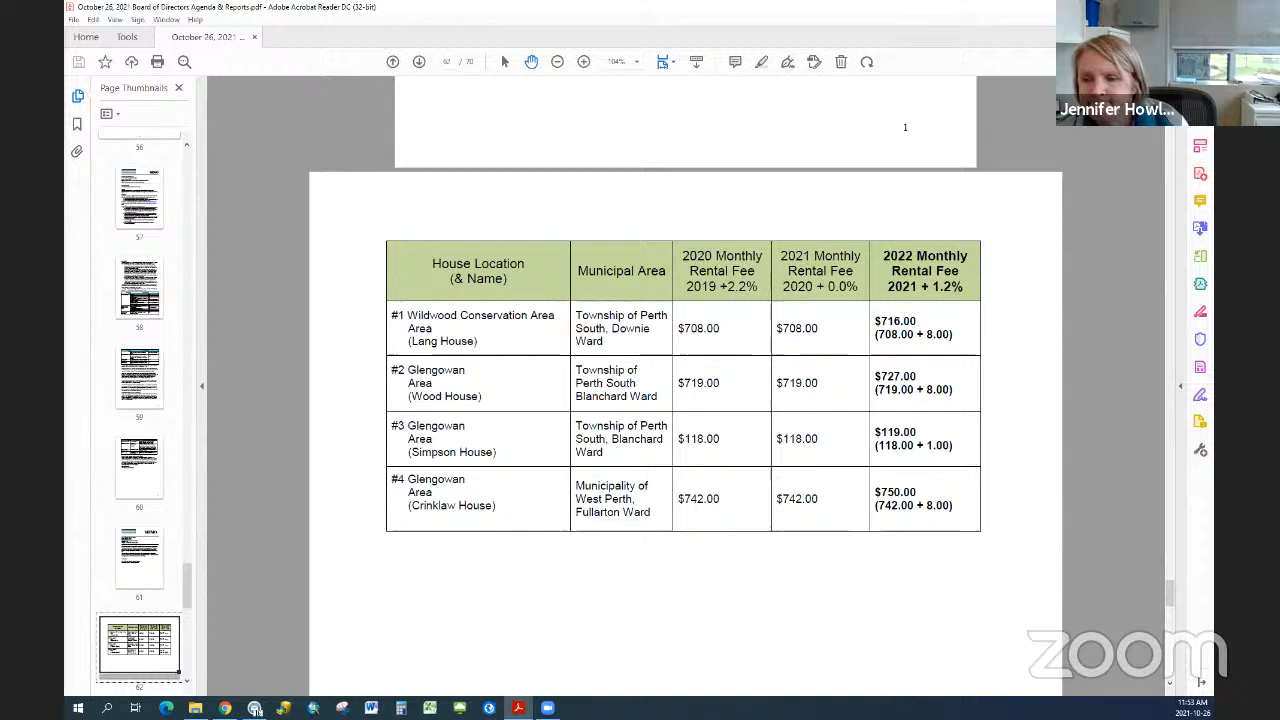 October 26, 2021 Board of Directors Agenda & Reports.pdf - Adobe Acrobat Reader DC (32-bit)
File Edit View Sign Window Help
Home Tools October 26, 2021 ... ×
62 / 70 104%
Page Thumbnails ×
Jennifer Howl...
1
56
57
58
59
60
MEMO
61
62
House Location
(& Name)
Municipal Area
2020 Monthly
Rental Fee
2019 +2.2%
2021 Monthly
Rental Fee
2020 + 0.0%
2022 Monthly
Rental Fee
2021 + 1.2%
#1 Wildwood Conservation Area
Area
(Lang House)
Township of Perth
South, Downie
Ward
$708.00
$708.00
$716.00
(708.00 + 8.00)
#2 Glengowan
Area
(Wood House)
Township of
Perth South
Blanchard Ward
$719.00
$719.00
$727.00
(719.00 + 8.00)
#3 Glengowan
Area
(Simpson House)
Township of Perth
South, Blanchard
Ward
$118.00
$118.00
$119.00
(118.00 + 1.00)
#4 Glengowan
Area
(Crinklaw House)
Municipality of
West Perth,
Fullarton Ward
$742.00
$742.00
$750.00
(742.00 + 8.00)
zoom
11:53 AM
2021-10-26